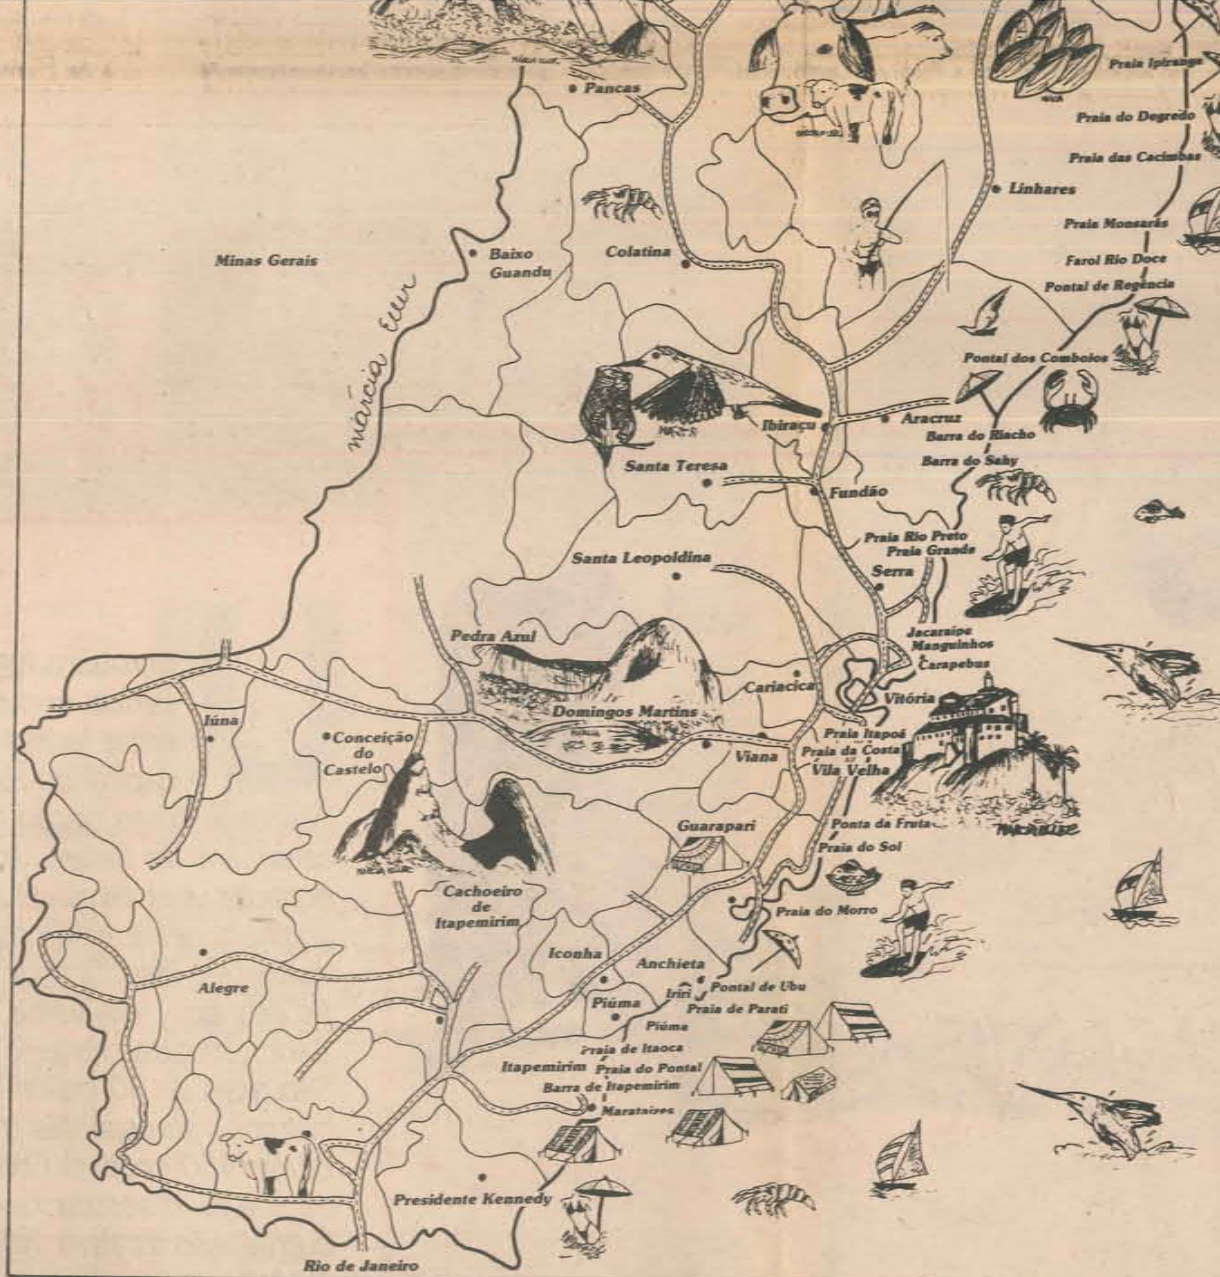 Pancas
Praia Ipiranga
Praia do Degredo
Praia das Cacimbas
Linhares
Praia Monsarás
Minas Gerais
Baixo
Guandu
Colatina
Farol Rio Doce
Pontal de Regência
márcia Eller
Pontal dos Comboios
Ibiraçu
Aracruz
Barra do Riacho
Barra do Sahy
Santa Teresa
Fundão
Praia Rio Preto
Praia Grande
Santa Leopoldina
Serra
Jacaraípe
Manguinhos
Carapebus
Pedra Azul
Cariacica
Vitória
Domingos Martins
Iúna
Conceição
do
Castelo
Viana
Praia Itapoã
Praia da Costa
Vila Velha
Guarapari
Ponta da Fruta
Praia do Sol
Cachoeiro
de
Itapemirim
Praia do Morro
Iconha
Anchieta
Alegre
Iriri
Pontal de Ubu
Piúma
Praia de Parati
Piúma
Praia de Itaoca
Itapemirim
Praia do Pontal
Barra de Itapemirim
Marataízes
Presidente Kennedy
Rio de Janeiro